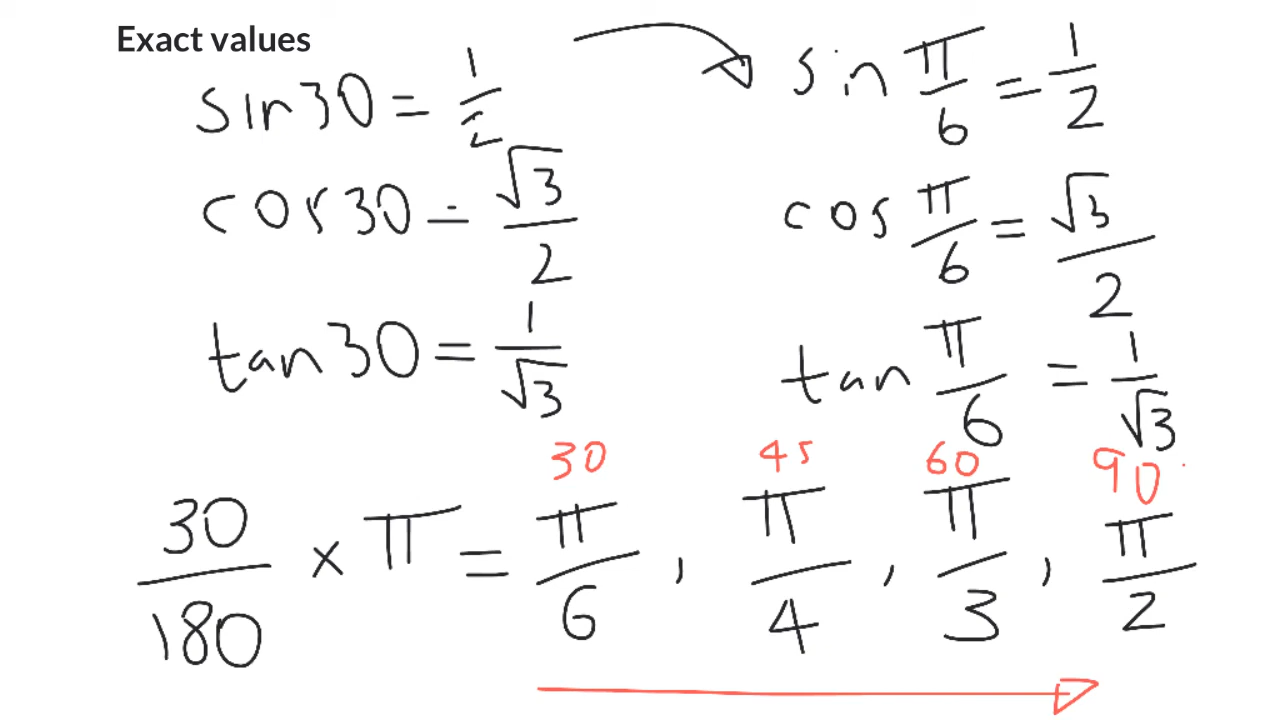 Exact values
sin30 = 1/2
sin π/6 = 1/2
cos30 = √3/2
cos π/6 = √3/2
tan30 = 1/√3
tan π/6 = 1/√3
30 45 60 90
30/180 × π = π/6 , π/4 , π/3 , π/2